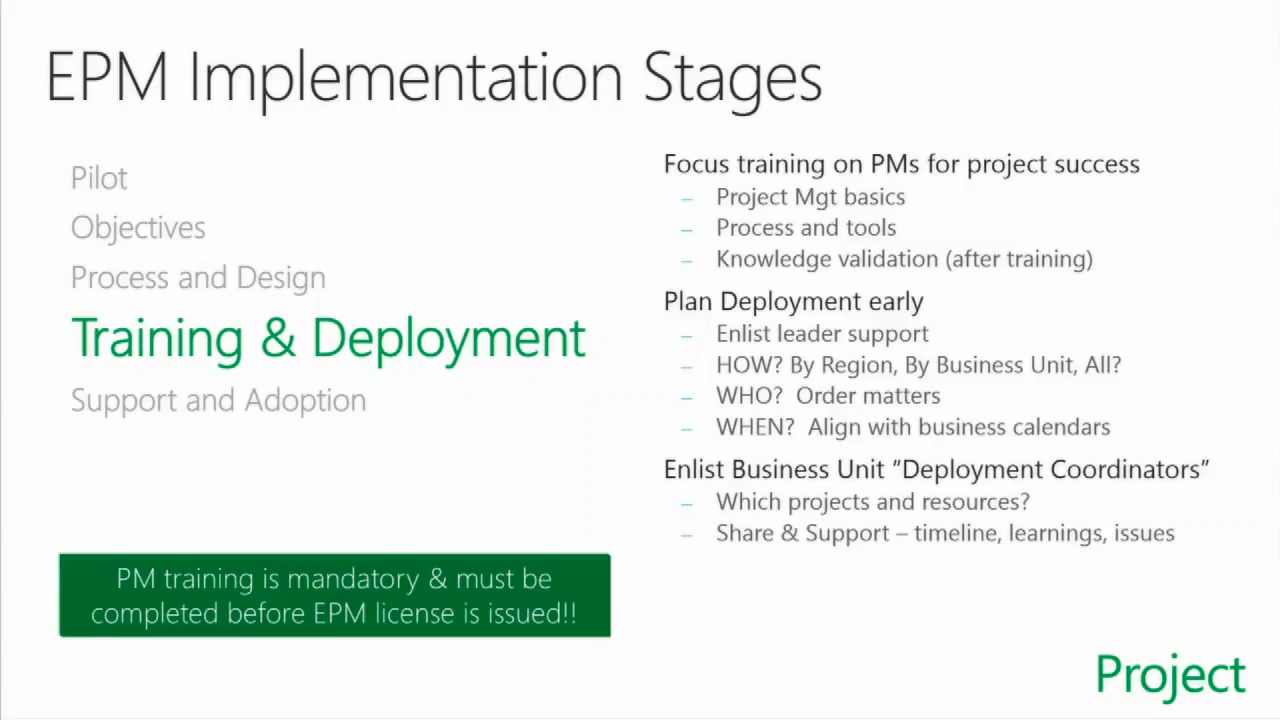 EPM Implementation Stages
Pilot
Objectives
Process and Design
Training & Deployment
Support and Adoption
PM training is mandatory & must be
completed before EPM license is issued!!
Focus training on PMs for project success
– Project Mgt basics
– Process and tools
– Knowledge validation (after training)
Plan Deployment early
– Enlist leader support
– HOW? By Region, By Business Unit, All?
– WHO? Order matters
– WHEN? Align with business calendars
Enlist Business Unit “Deployment Coordinators”
– Which projects and resources?
– Share & Support – timeline, learnings, issues
Project